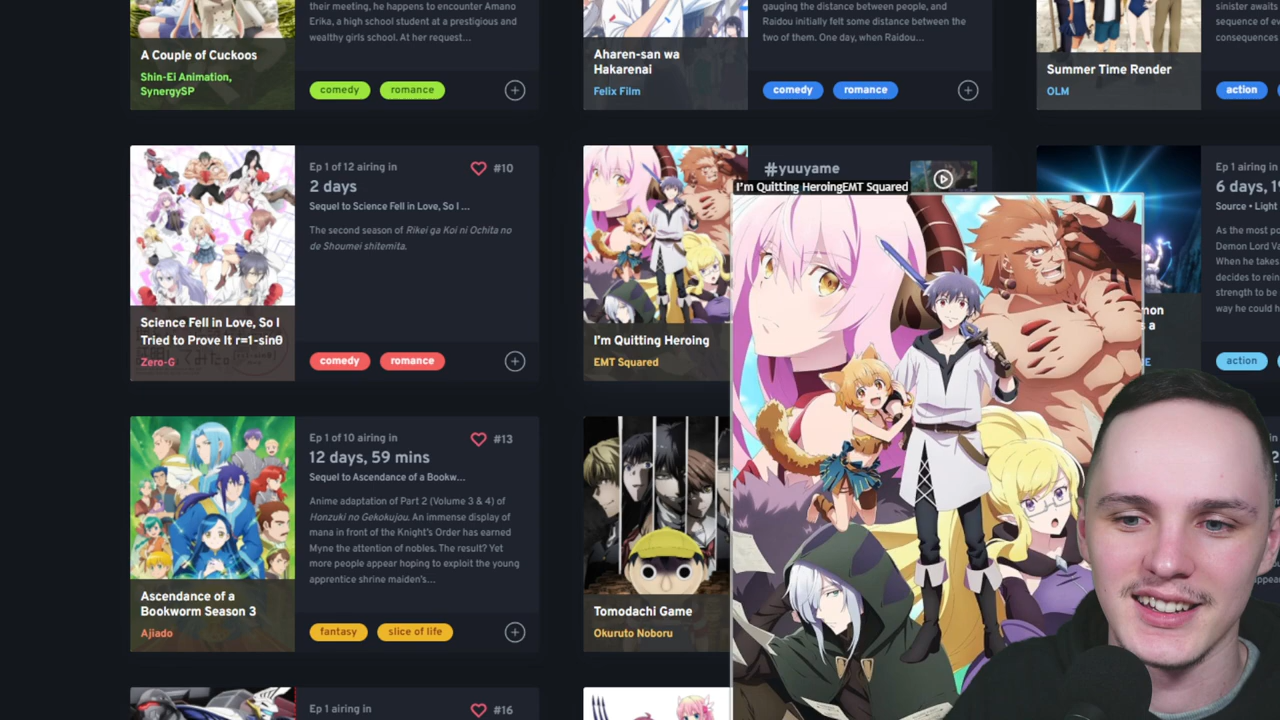 their meeting, he happens to encounter Amano
Erika, a high school student at a prestigious and
wealthy girls school. At her request...
A Couple of Cuckoos
Shin-Ei Animation,
SynergySP
comedy
romance
gauging the distance between people, and
Raidou initially felt some distance between the
two of them. One day, when Raidou...
Aharen-san wa
Hakarenai
Felix Film
comedy
romance
sinister awaits
sequence of
consequences
Summer Time Render
OLM
action
Ep 1 of 12 airing in
#10
2 days
Sequel to Science Fell in Love, So I ...
The second season of Rikei ga Koi ni Ochita no
de Shoumei shitemita.
Science Fell in Love, So I
Tried to Prove It r=1-sinθ
Zero-G
comedy
romance
#yuuyame
I'm Quitting HeroingEMT Squared
I'm Quitting Heroing
EMT Squared
Ep 1 airing in
6 days, 1
Source • Light
As the most
Demon Lord
When he takes
decides to
strength to be
way he could
action
Ep 1 of 10 airing in
#13
12 days, 59 mins
Sequel to Ascendance of a Bookw...
Anime adaptation of Part 2 (Volume 3 & 4) of
Honzuki no Gekokujou. An immense display of
mana in front of the Knight's Order has earned
Myne the attention of nobles. The result? Yet
more people appear hoping to exploit the young
apprentice shrine maiden's...
Ascendance of a
Bookworm Season 3
Ajiado
fantasy
slice of life
Tomodachi Game
Okuruto Noboru
Ep 1 airing in
#16